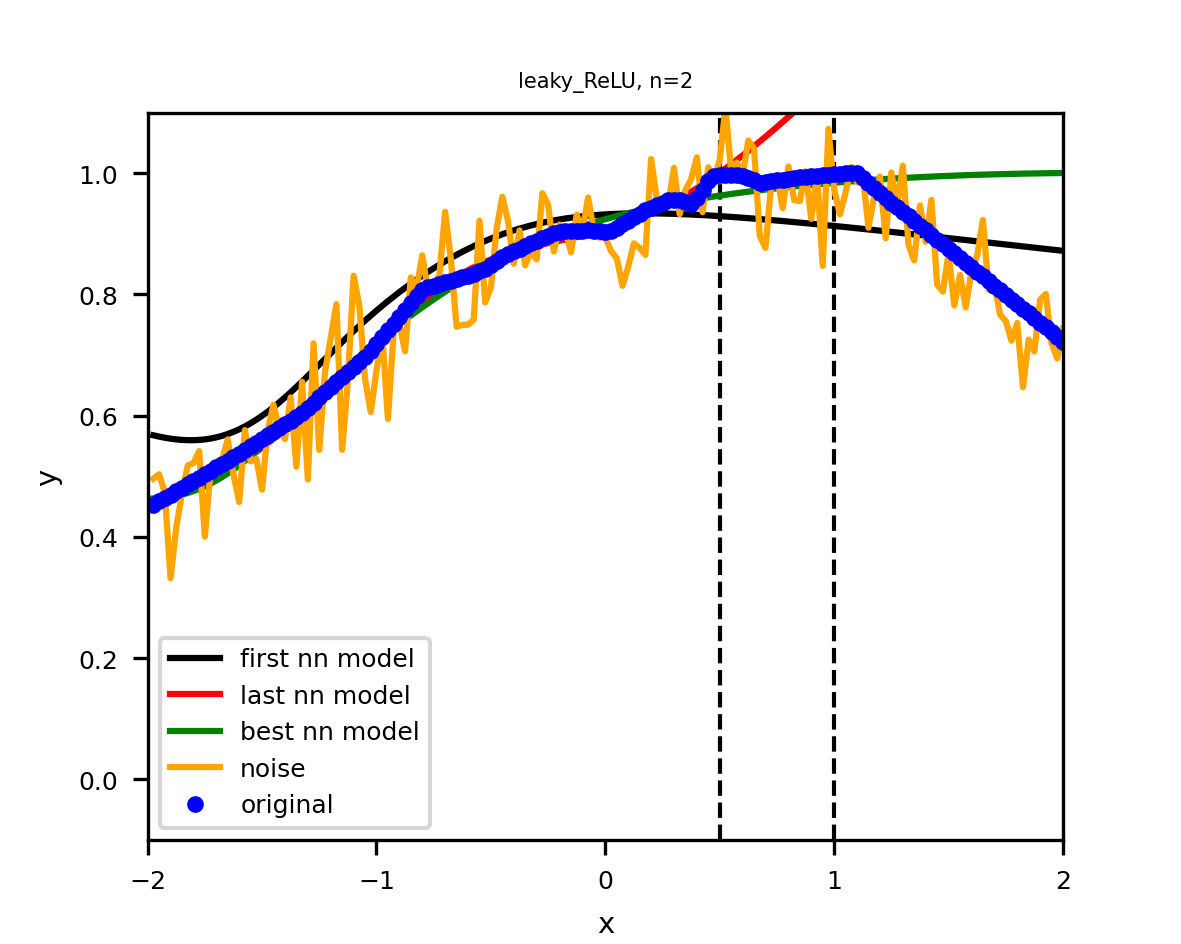 leaky_ReLU, n=2
1.0
0.8
0.6
0.4
0.2
0.0
y
first nn model
last nn model
best nn model
noise
original
−2
−1
0
1
2
x